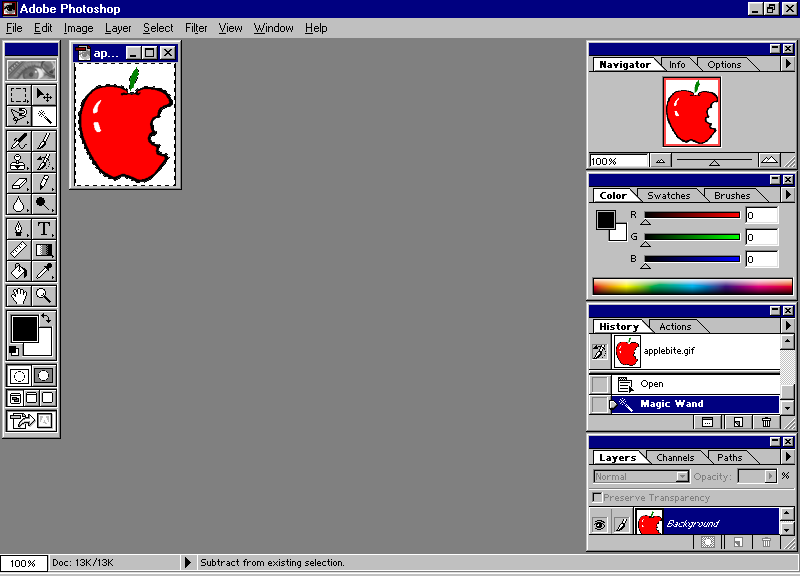 Adobe Photoshop
File Edit Image Layer Select Filter View Window Help
ap...
T
Navigator Info Options
100%
Color Swatches Brushes
R 0
G 0
B 0
History Actions
applebite.gif
Open
Magic Wand
Layers Channels Paths
Normal Opacity: %
Preserve Transparency
Background
100% Doc: 13K/13K Subtract from existing selection.